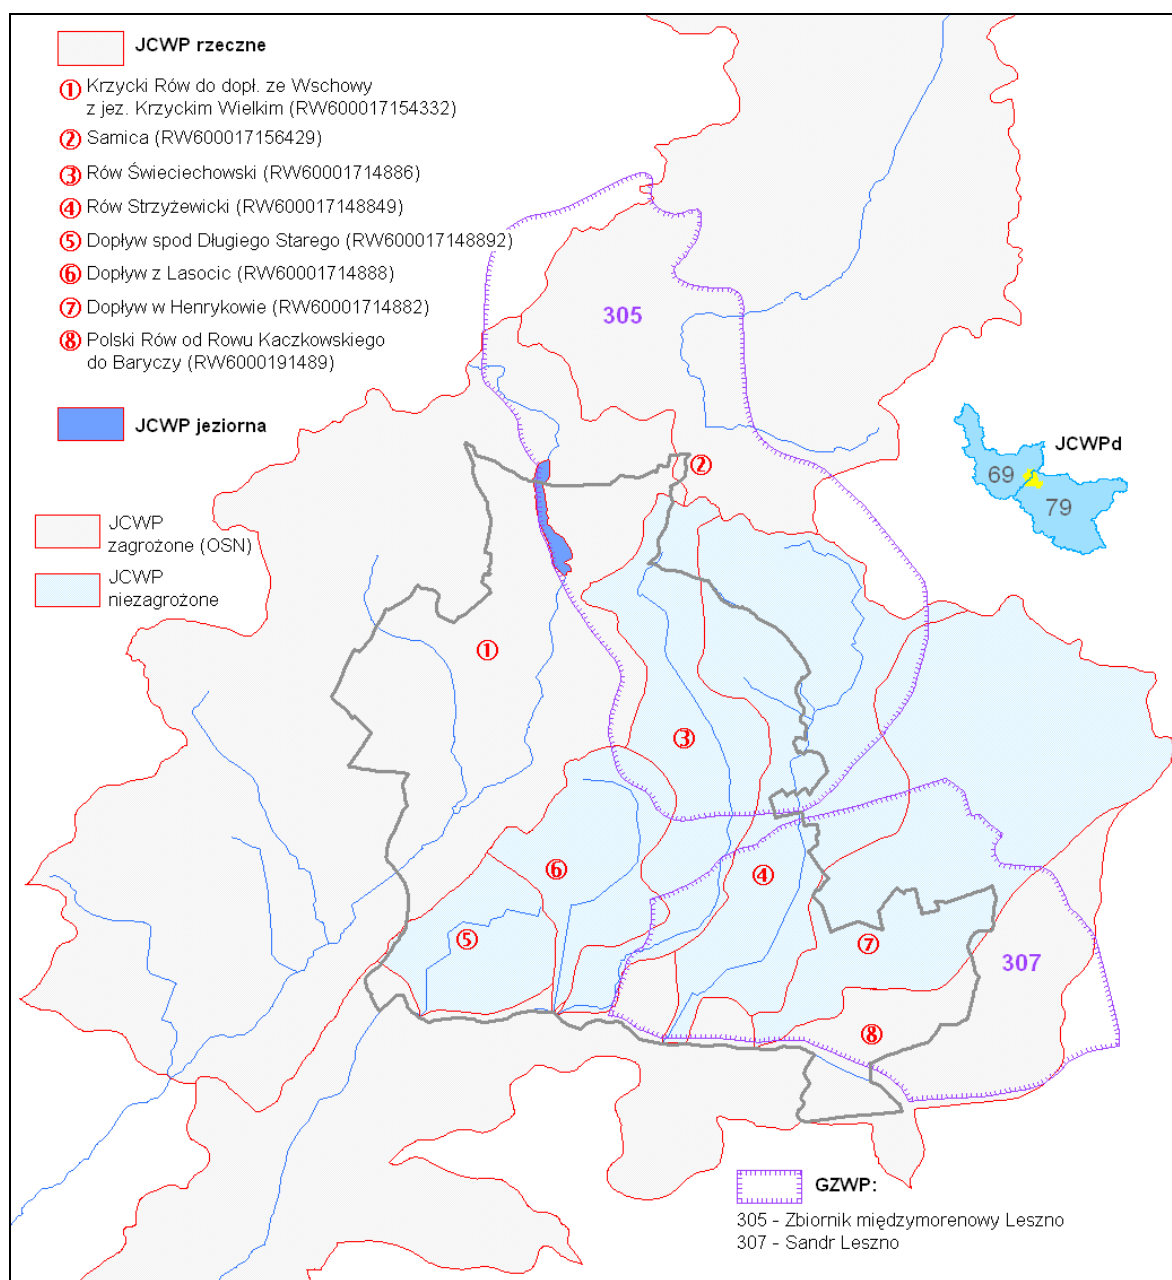 JCWP rzeczne
① Krzycki Rów do dopł. ze Wschowy
z jez. Krzyckim Wielkim (RW600017154332)
② Samica (RW600017156429)
③ Rów Świeciechowski (RW60001714886)
④ Rów Strzyżewicki (RW600017148849)
⑤ Dopływ spod Długiego Starego (RW600017148892)
⑥ Dopływ z Lasocic (RW60001714888)
⑦ Dopływ w Henrykowie (RW60001714882)
⑧ Polski Rów od Rowu Kaczkowskiego
do Baryczy (RW6000191489)
JCWP jeziorna
JCWP
zagrożone (OSN)
JCWP
niezagrożone
305
②
JCWPd
69
79
①
③
⑥
④
⑤
⑦
307
⑧
GZWP:
305 - Zbiornik międzymorenowy Leszno
307 - Sandr Leszno